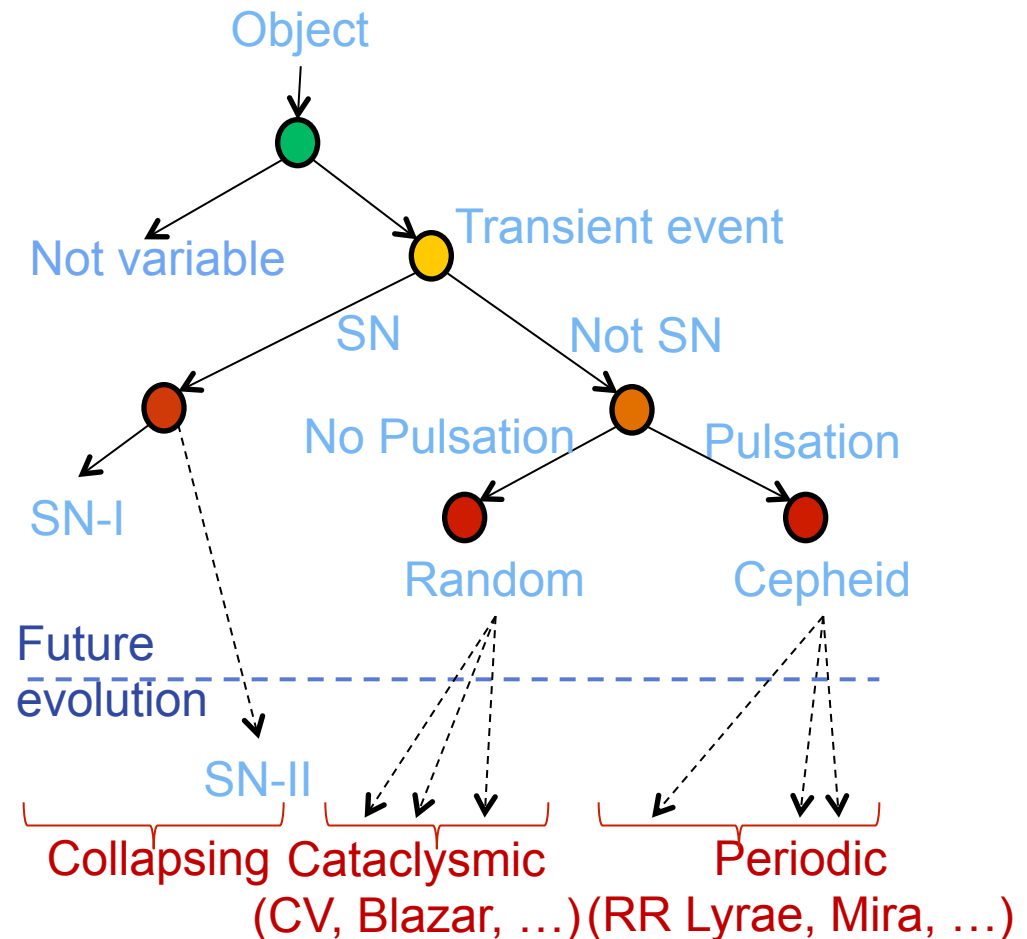 Object
Transient event
Not variable
SN
Not SN
No Pulsation
Pulsation
SN-I
Random
Cepheid
Future
evolution
SN-II
Collapsing
Cataclysmic
(CV, Blazar, …)
Periodic
(RR Lyrae, Mira, …)